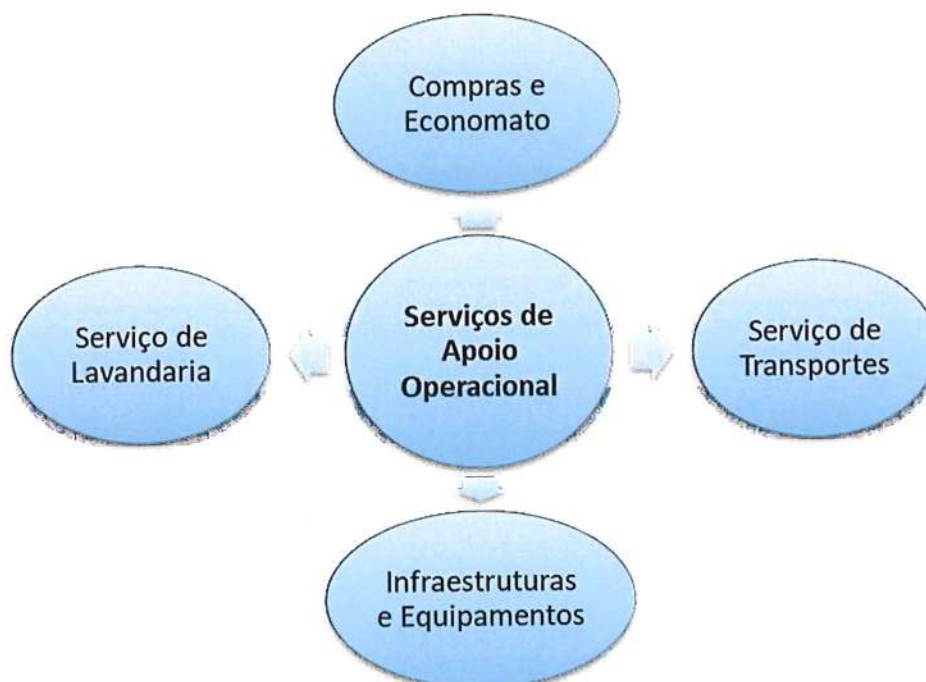 Compras e
Economato
Serviço de
Lavandaria
Serviços de
Apoio
Operacional
Serviço de
Transportes
Infraestruturas
e Equipamentos